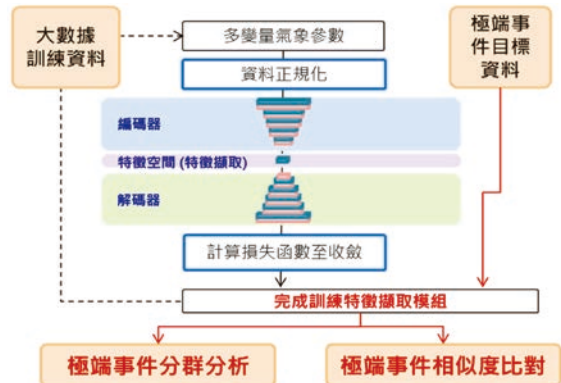 大數據
訓練資料
多變量氣象參數
極端事
件目標
資料
資料正規化
編碼器
特徵空間 (特徵擷取)
解碼器
計算損失函數至收斂
完成訓練特徵擷取模組
極端事件分群分析
極端事件相似度比對